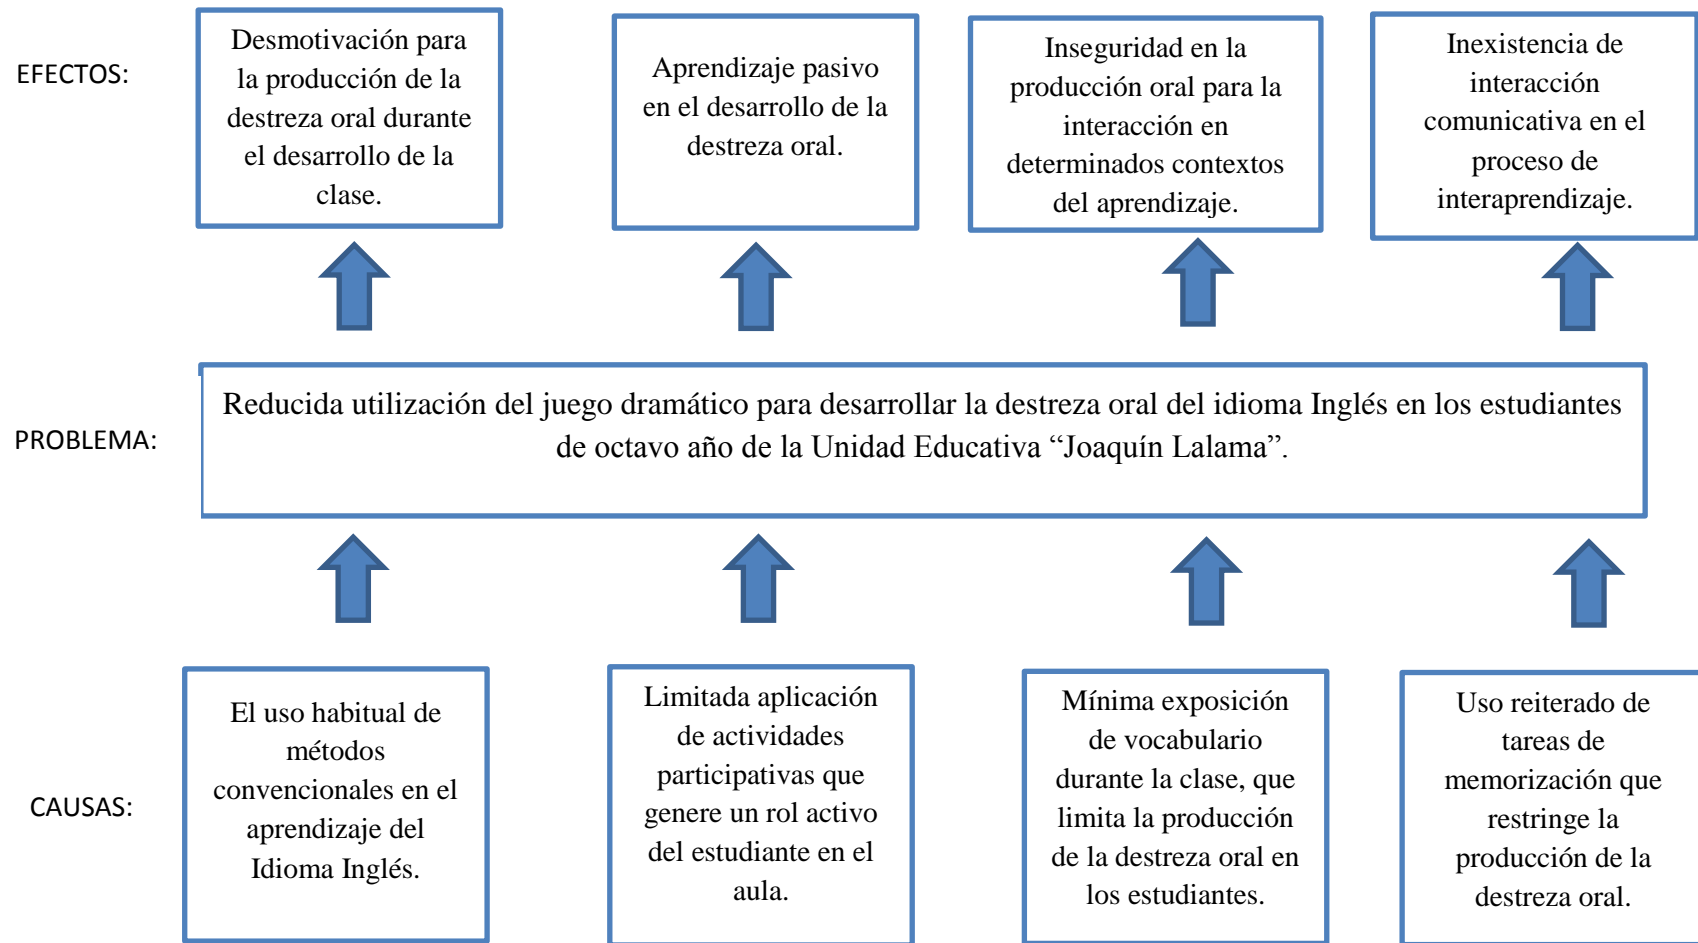 EFECTOS:
Desmotivación para
la producción de la
destreza oral durante
el desarrollo de la
clase.
Aprendizaje pasivo
en el desarrollo de la
destreza oral.
Inseguridad en la
producción oral para la
interacción en
determinados contextos
del aprendizaje.
Inexistencia de
interacción
comunicativa en el
proceso de
interaprendizaje.
PROBLEMA:
Reducida utilización del juego dramático para desarrollar la destreza oral del idioma Inglés en los estudiantes
de octavo año de la Unidad Educativa “Joaquín Lalama”.
CAUSAS:
El uso habitual de
métodos
convencionales en el
aprendizaje del
Idioma Inglés.
Limitada aplicación
de actividades
participativas que
genere un rol activo
del estudiante en el
aula.
Mínima exposición
de vocabulario
durante la clase, que
limita la producción
de la destreza oral en
los estudiantes.
Uso reiterado de
tareas de
memorización que
restringe la
producción de la
destreza oral.